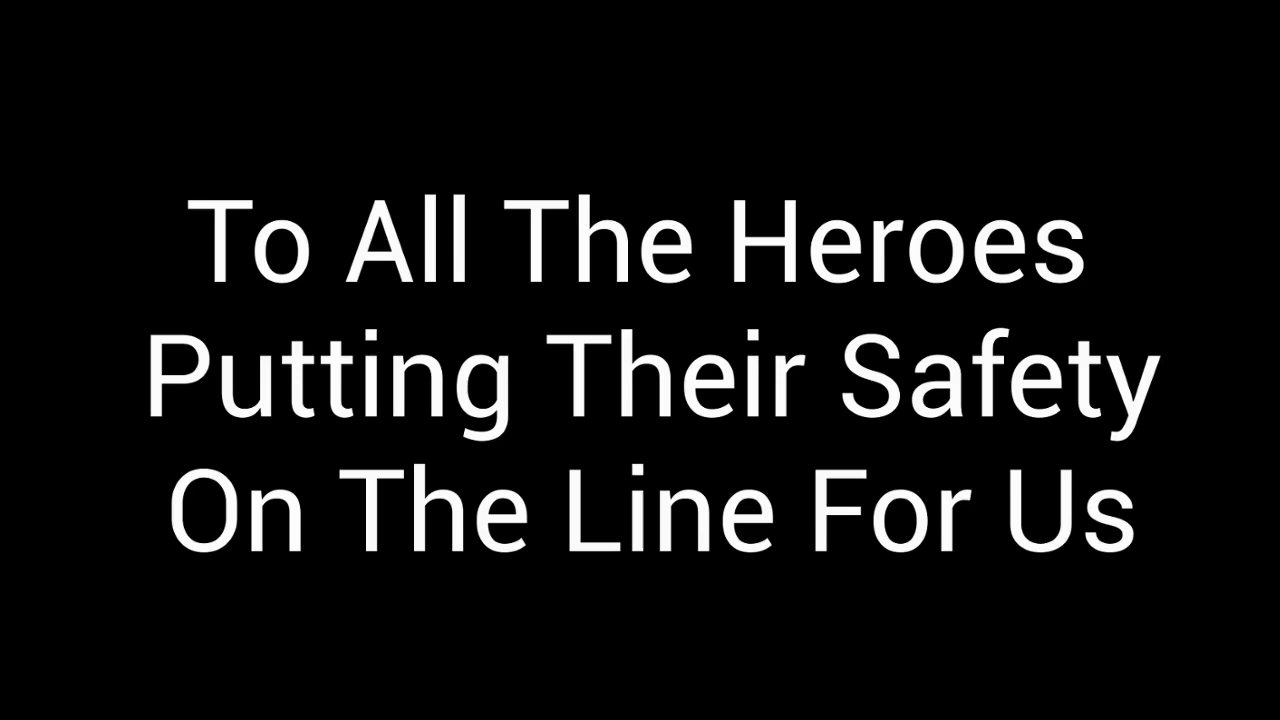 To All The Heroes
Putting Their Safety
On The Line For Us